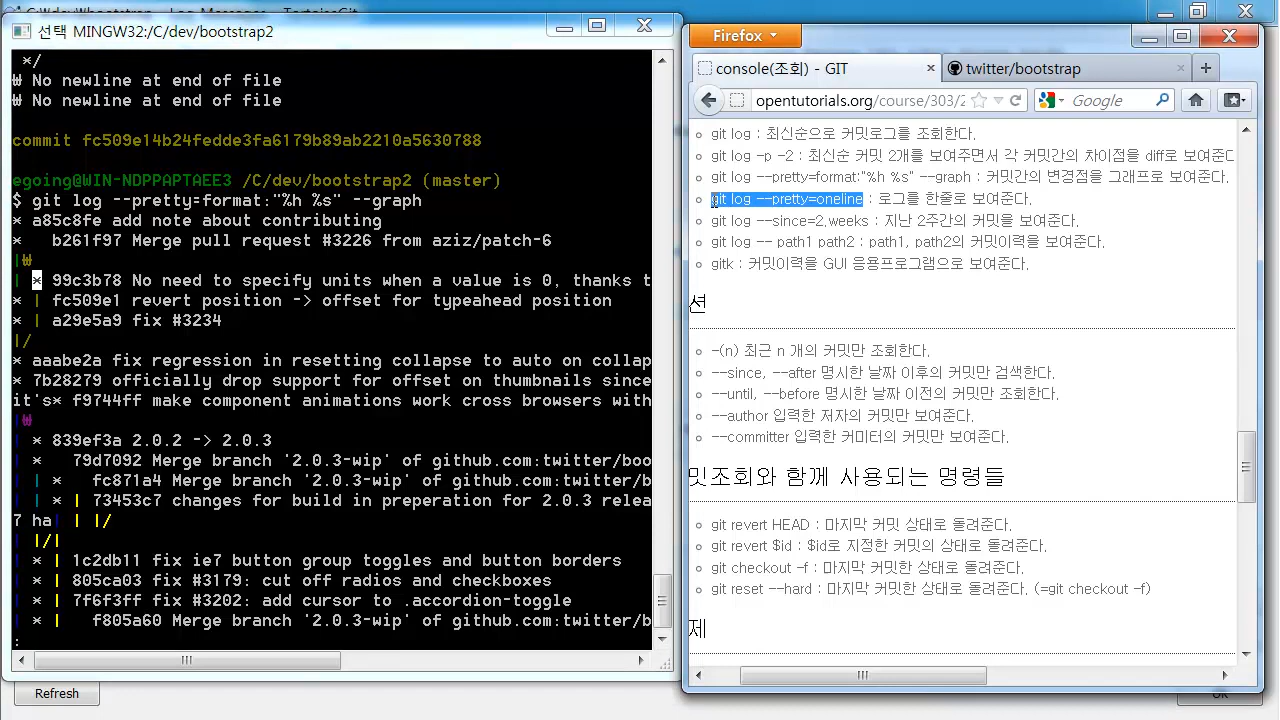 C:\dev\bootstrap - Log Messages - TortoiseGit
선택 MINGW32:/C/dev/bootstrap2
*/
₩ No newline at end of file
₩ No newline at end of file
commit fc509e14b24fedde3fa6179b89ab2210a5630788
egoing@WIN-NDPPAPTAEE3 /C/dev/bootstrap2 (master)
$ git log --pretty=format:"%h %s" --graph
* a85c8fe add note about contributing
*   b261f97 Merge pull request #3226 from aziz/patch-6
|₩
| * 99c3b78 No need to specify units when a value is 0, thanks t
* | fc509e1 revert position -> offset for typeahead position
* | a29e5a9 fix #3234
|/
* aaabe2a fix regression in resetting collapse to auto on collap
* 7b28279 officially drop support for offset on thumbnails since
it's* f9744ff make component animations work cross browsers with
|₩
| * 839ef3a 2.0.2 -> 2.0.3
| *   79d7092 Merge branch '2.0.3-wip' of github.com:twitter/boo
| | *   fc871a4 Merge branch '2.0.3-wip' of github.com:twitter/b
| | * | 73453c7 changes for build in preperation for 2.0.3 relea
7 ha| | |/
| |/|
| * | 1c2db11 fix ie7 button group toggles and button borders
| * | 805ca03 fix #3179: cut off radios and checkboxes
| * | 7f6f3ff fix #3202: add cursor to .accordion-toggle
| * |   f805a60 Merge branch '2.0.3-wip' of github.com:twitter/b
:
Refresh
Firefox
console(조회) - GIT
twitter/bootstrap
opentutorials.org/course/303/2
Google
git log : 최신순으로 커밋로그를 조회한다.
git log -p -2 : 최신순 커밋 2개를 보여주면서 각 커밋간의 차이점을 diff로 보여준다
git log --pretty=format:"%h %s" --graph : 커밋간의 변경점을 그래프로 보여준다.
git log --pretty=oneline : 로그를 한줄로 보여준다.
git log --since=2.weeks : 지난 2주간의 커밋을 보여준다.
git log -- path1 path2 : path1, path2의 커밋이력을 보여준다.
gitk : 커밋이력을 GUI 응용프로그램으로 보여준다.
션
-(n) 최근 n 개의 커밋만 조회한다.
--since, --after 명시한 날짜 이후의 커밋만 검색한다.
--until, --before 명시한 날짜 이전의 커밋만 조회한다.
--author 입력한 저자의 커밋만 보여준다.
--committer 입력한 커미터의 커밋만 보여준다.
밋조회와 함께 사용되는 명령들
git revert HEAD : 마지막 커밋 상태로 돌려준다.
git revert $id : $id로 지정한 커밋의 상태로 돌려준다.
git checkout -f : 마지막 커밋한 상태로 돌려준다.
git reset --hard : 마지막 커밋한 상태로 돌려준다. (=git checkout -f)
제
OK